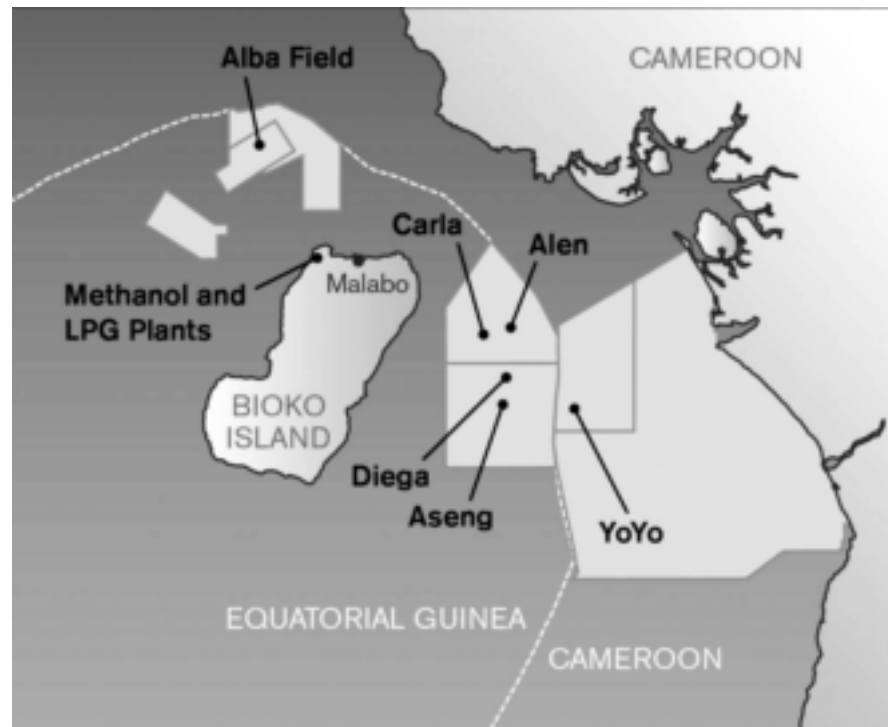 Alba Field
CAMEROON
Carla
Alen
Methanol and
LPG Plants
Malabo
BIOKO
ISLAND
Diega
Aseng
YoYo
EQUATORIAL GUINEA
CAMEROON